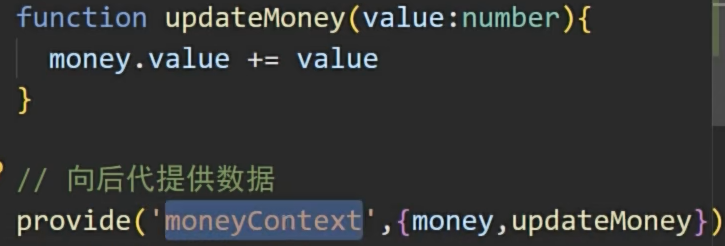 function updateMoney(value:number){
  money.value += value
}
// 向后代提供数据
provide('moneyContext',{money,updateMoney})